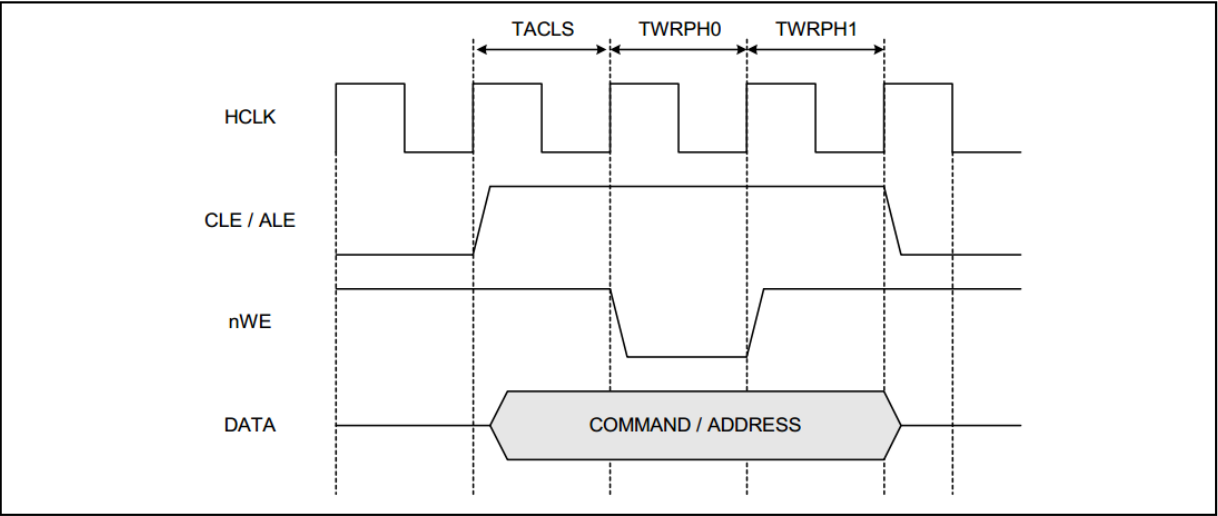 TACLS TWRPH0 TWRPH1
HCLK
CLE / ALE
nWE
DATA COMMAND / ADDRESS